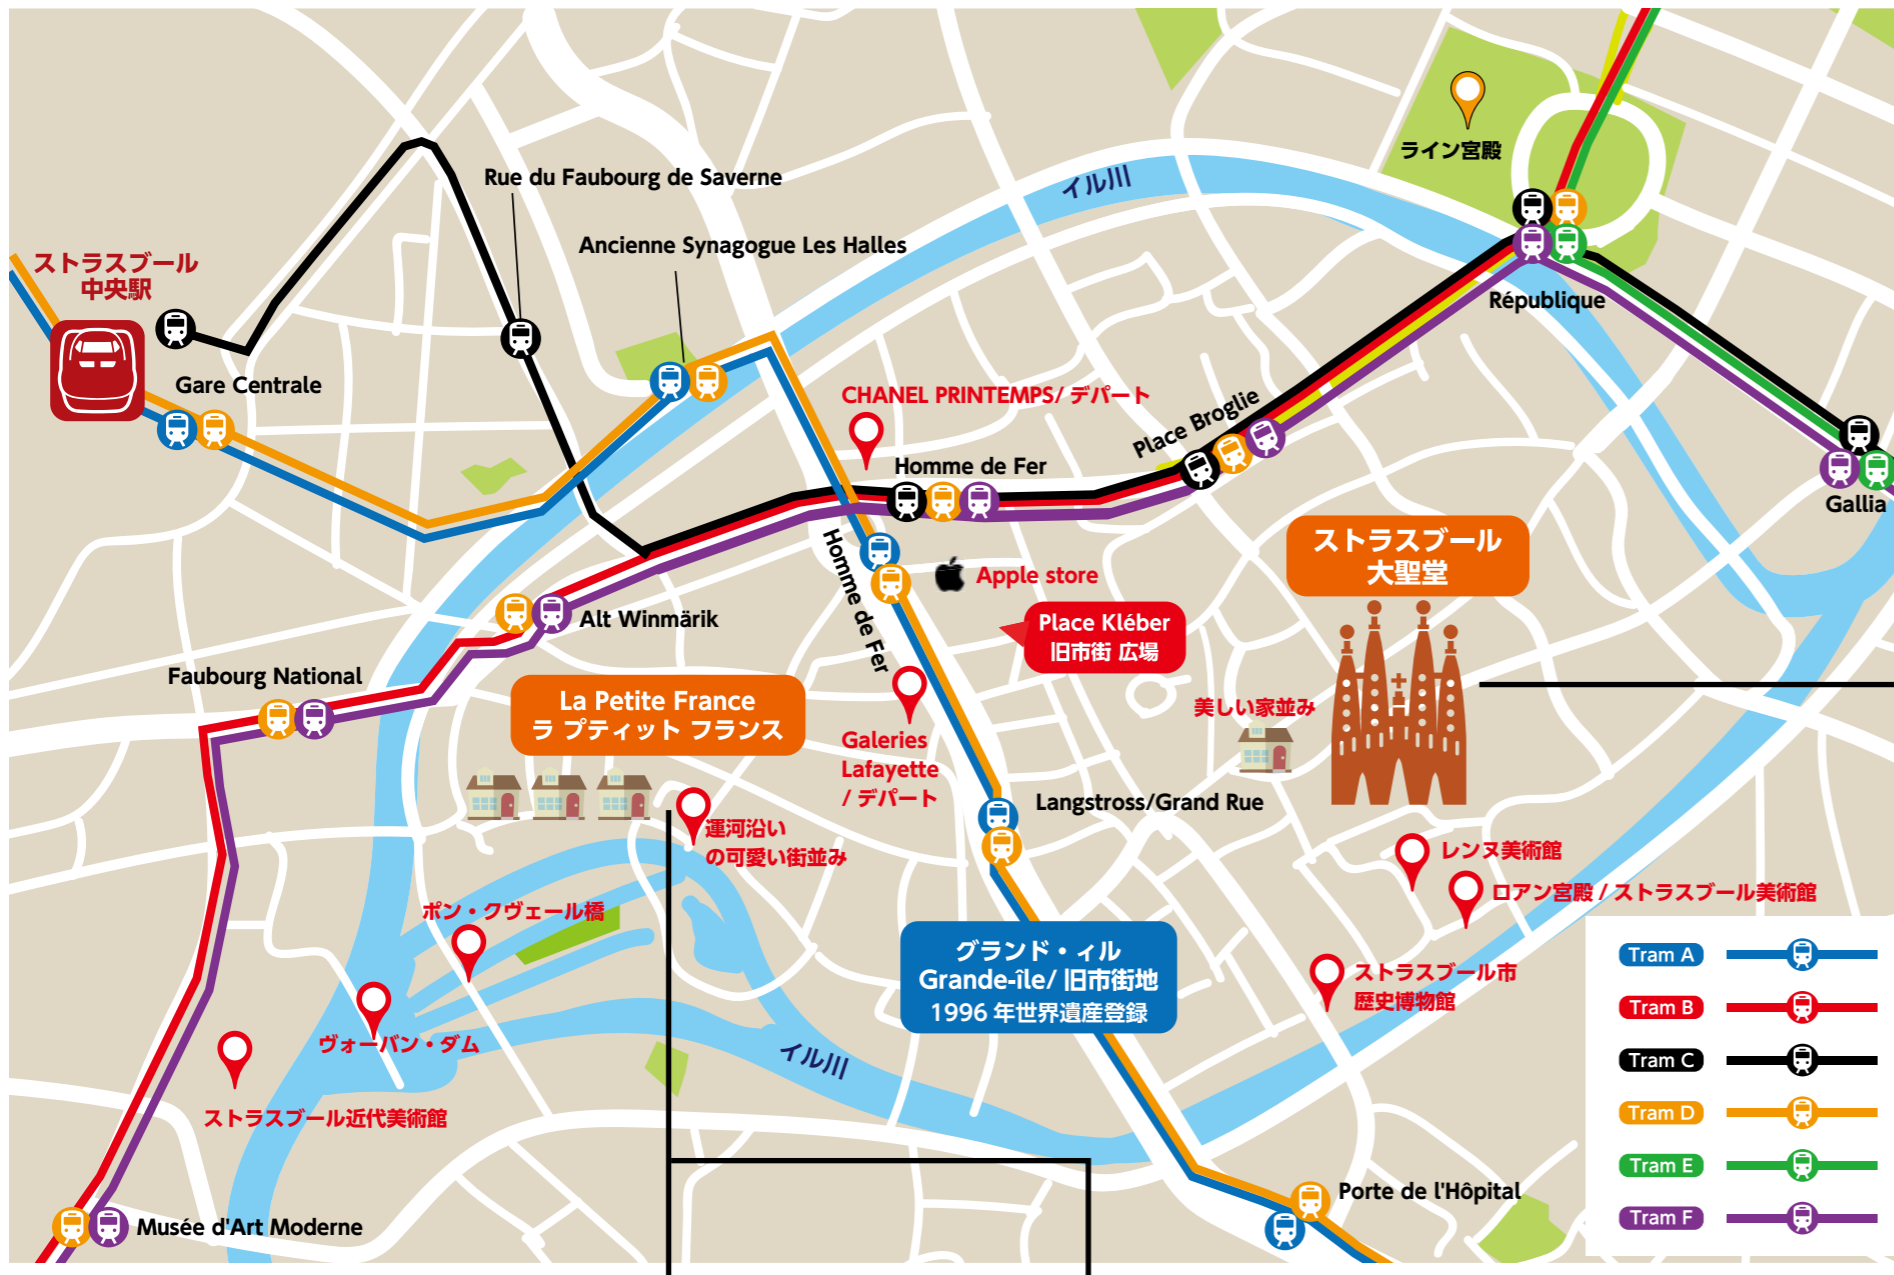 イル川
ライン宮殿
Rue du Faubourg de Saverne
Ancienne Synagogue Les Halles
ストラスブール
中央駅
République
Gare Centrale
CHANEL PRINTEMPS/ デパート
Place Broglie
Homme de Fer
Gallia
ストラスブール
大聖堂
Homme de Fer
Apple store
Alt Winmärik
Place Kléber
旧市街 広場
Faubourg National
La Petite France
ラ プティット フランス
美しい家並み
Galeries
Lafayette
/ デパート
Langstross/Grand Rue
運河沿い
の可愛い街並み
レンヌ美術館
ロアン宮殿 / ストラスブール美術館
ポン・クヴェール橋
グランド・ィル
Grande-île/ 旧市街地
1996 年世界遺産登録
ストラスブール市
歴史博物館
ヴォーバン・ダム
イル川
ストラスブール近代美術館
Porte de l'Hôpital
Musée d'Art Moderne
Tram A
Tram B
Tram C
Tram D
Tram E
Tram F